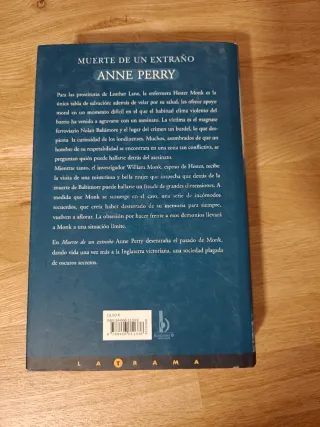 MUERTE DE UN EXTRAÑO
ANNE PERRY
Para las prostitutas de Leather Lane, la enfermera Hester Monk es la
única tabla de salvación: además de velar por su salud, les ofrece apoyo
moral en un momento difícil en el que el habitual clima violento del
barrio ha venido a agravarse con un asesinato. La víctima es el magnate
ferroviario Nolan Baltimore y el lugar del crimen un burdel, lo que des-
pierta la curiosidad de los londinenses. Muchos, asombrados de que un
hombre de su respetabilidad se encontrara en una zona tan conflictiva, se
preguntan quién puede hallarse detrás del asesinato.
Mientras tanto, el investigador William Monk, esposo de Hester, recibe
la visita de una misteriosa y bella mujer que sospecha que detrás de la
muerte de Baltimore puede hallarse un fraude de grandes dimensiones. A
medida que Monk se sumerge en el caso, una serie de incómodos
recuerdos, que creía haber desterrado de su memoria para siempre,
vuelven a aflorar. La obsesión por hacer frente a esos demonios llevará
a Monk a una situación límite.
En Muerte de un extraño Anne Perry desentraña el pasado de Monk,
dando vida una vez más a la Inglaterra victoriana, una sociedad plagada
de oscuros secretos.
b
LA TRAMA